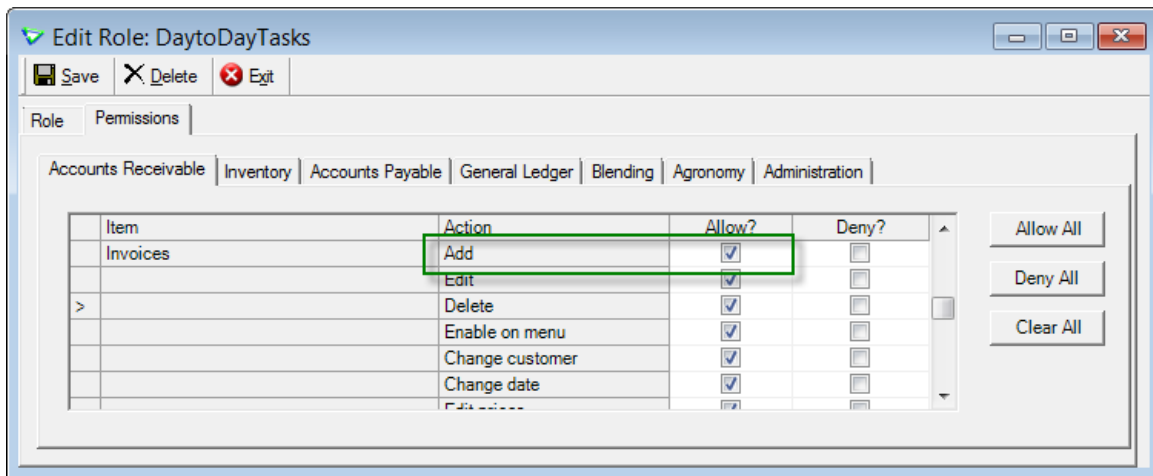 Edit Role: DaytoDayTasks
Save Delete Exit
Role Permissions
Accounts Receivable Inventory Accounts Payable General Ledger Blending Agronomy Administration
Item Action Allow? Deny? Allow All
Invoices Add
Edit Deny All
> Delete
Enable on menu Clear All
Change customer
Change date
Edit prices